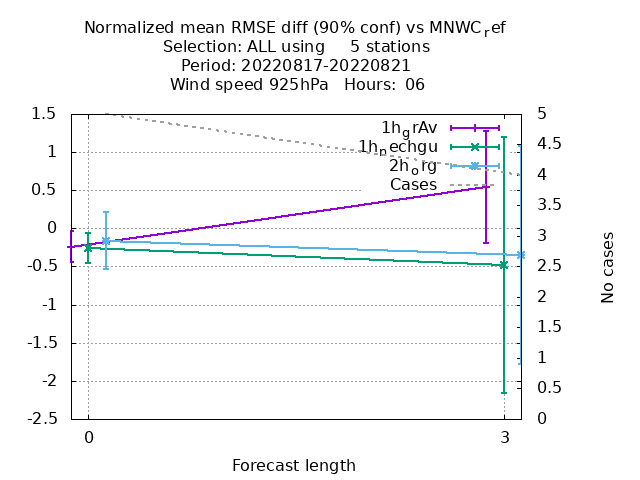 Normalized mean RMSE diff (90% conf) vs MNWC_ref
Selection: ALL using     5 stations
Period: 20220817-20220821
Wind speed 925hPa   Hours:  06
1.5
1
0.5
0
-0.5
-1
-1.5
-2
-2.5
5
4.5
4
3.5
3
2.5
2
1.5
1
0.5
0
1h_grAv
1h_nechgu
2h_org
Cases
No cases
0
3
Forecast length